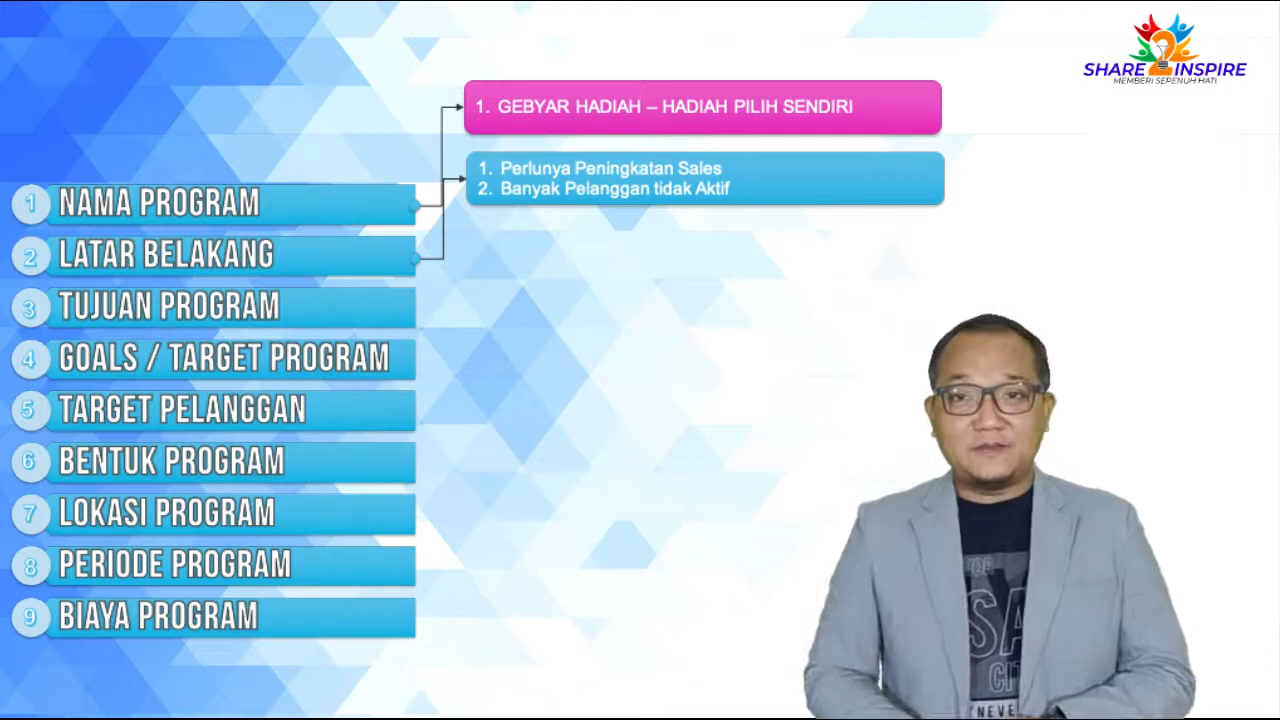 SHARE 2 INSPIRE
MEMBERI SEPENUH HATI
1. GEBYAR HADIAH – HADIAH PILIH SENDIRI
1. Perlunya Peningkatan Sales
2. Banyak Pelanggan tidak Aktif
1 NAMA PROGRAM
2 LATAR BELAKANG
3 TUJUAN PROGRAM
4 GOALS / TARGET PROGRAM
5 TARGET PELANGGAN
6 BENTUK PROGRAM
7 LOKASI PROGRAM
8 PERIODE PROGRAM
9 BIAYA PROGRAM
NEVE